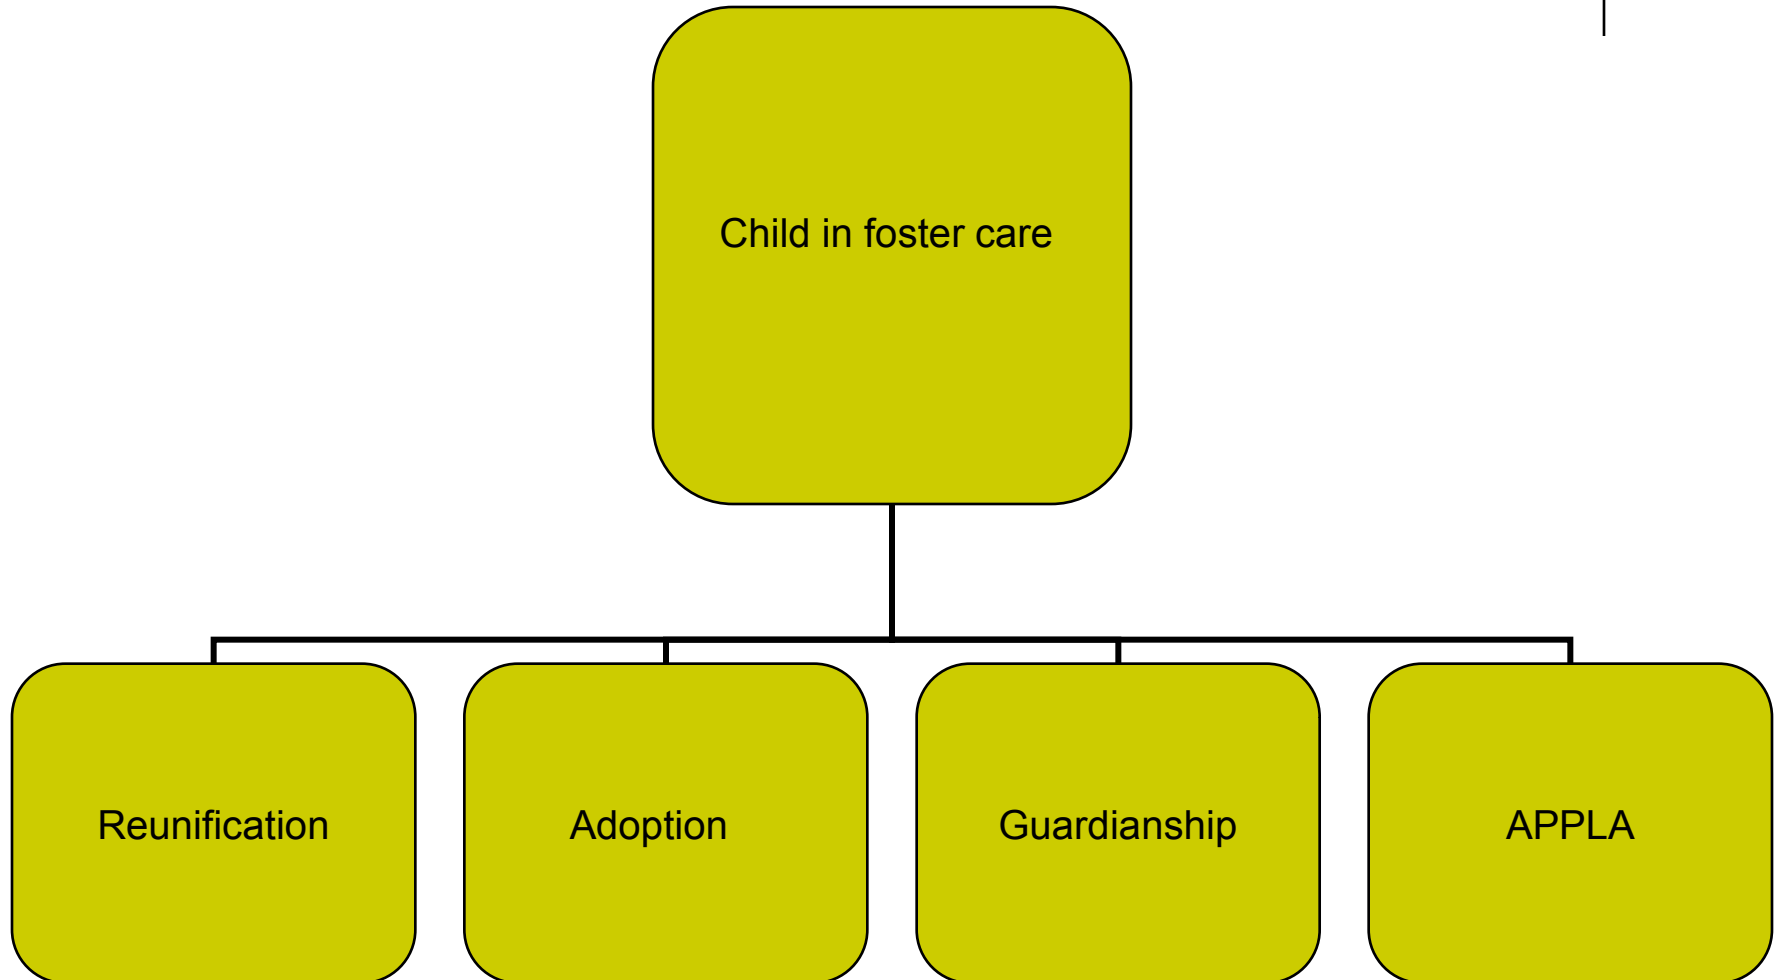 Child in foster care
Reunification
Adoption
Guardianship
APPLA